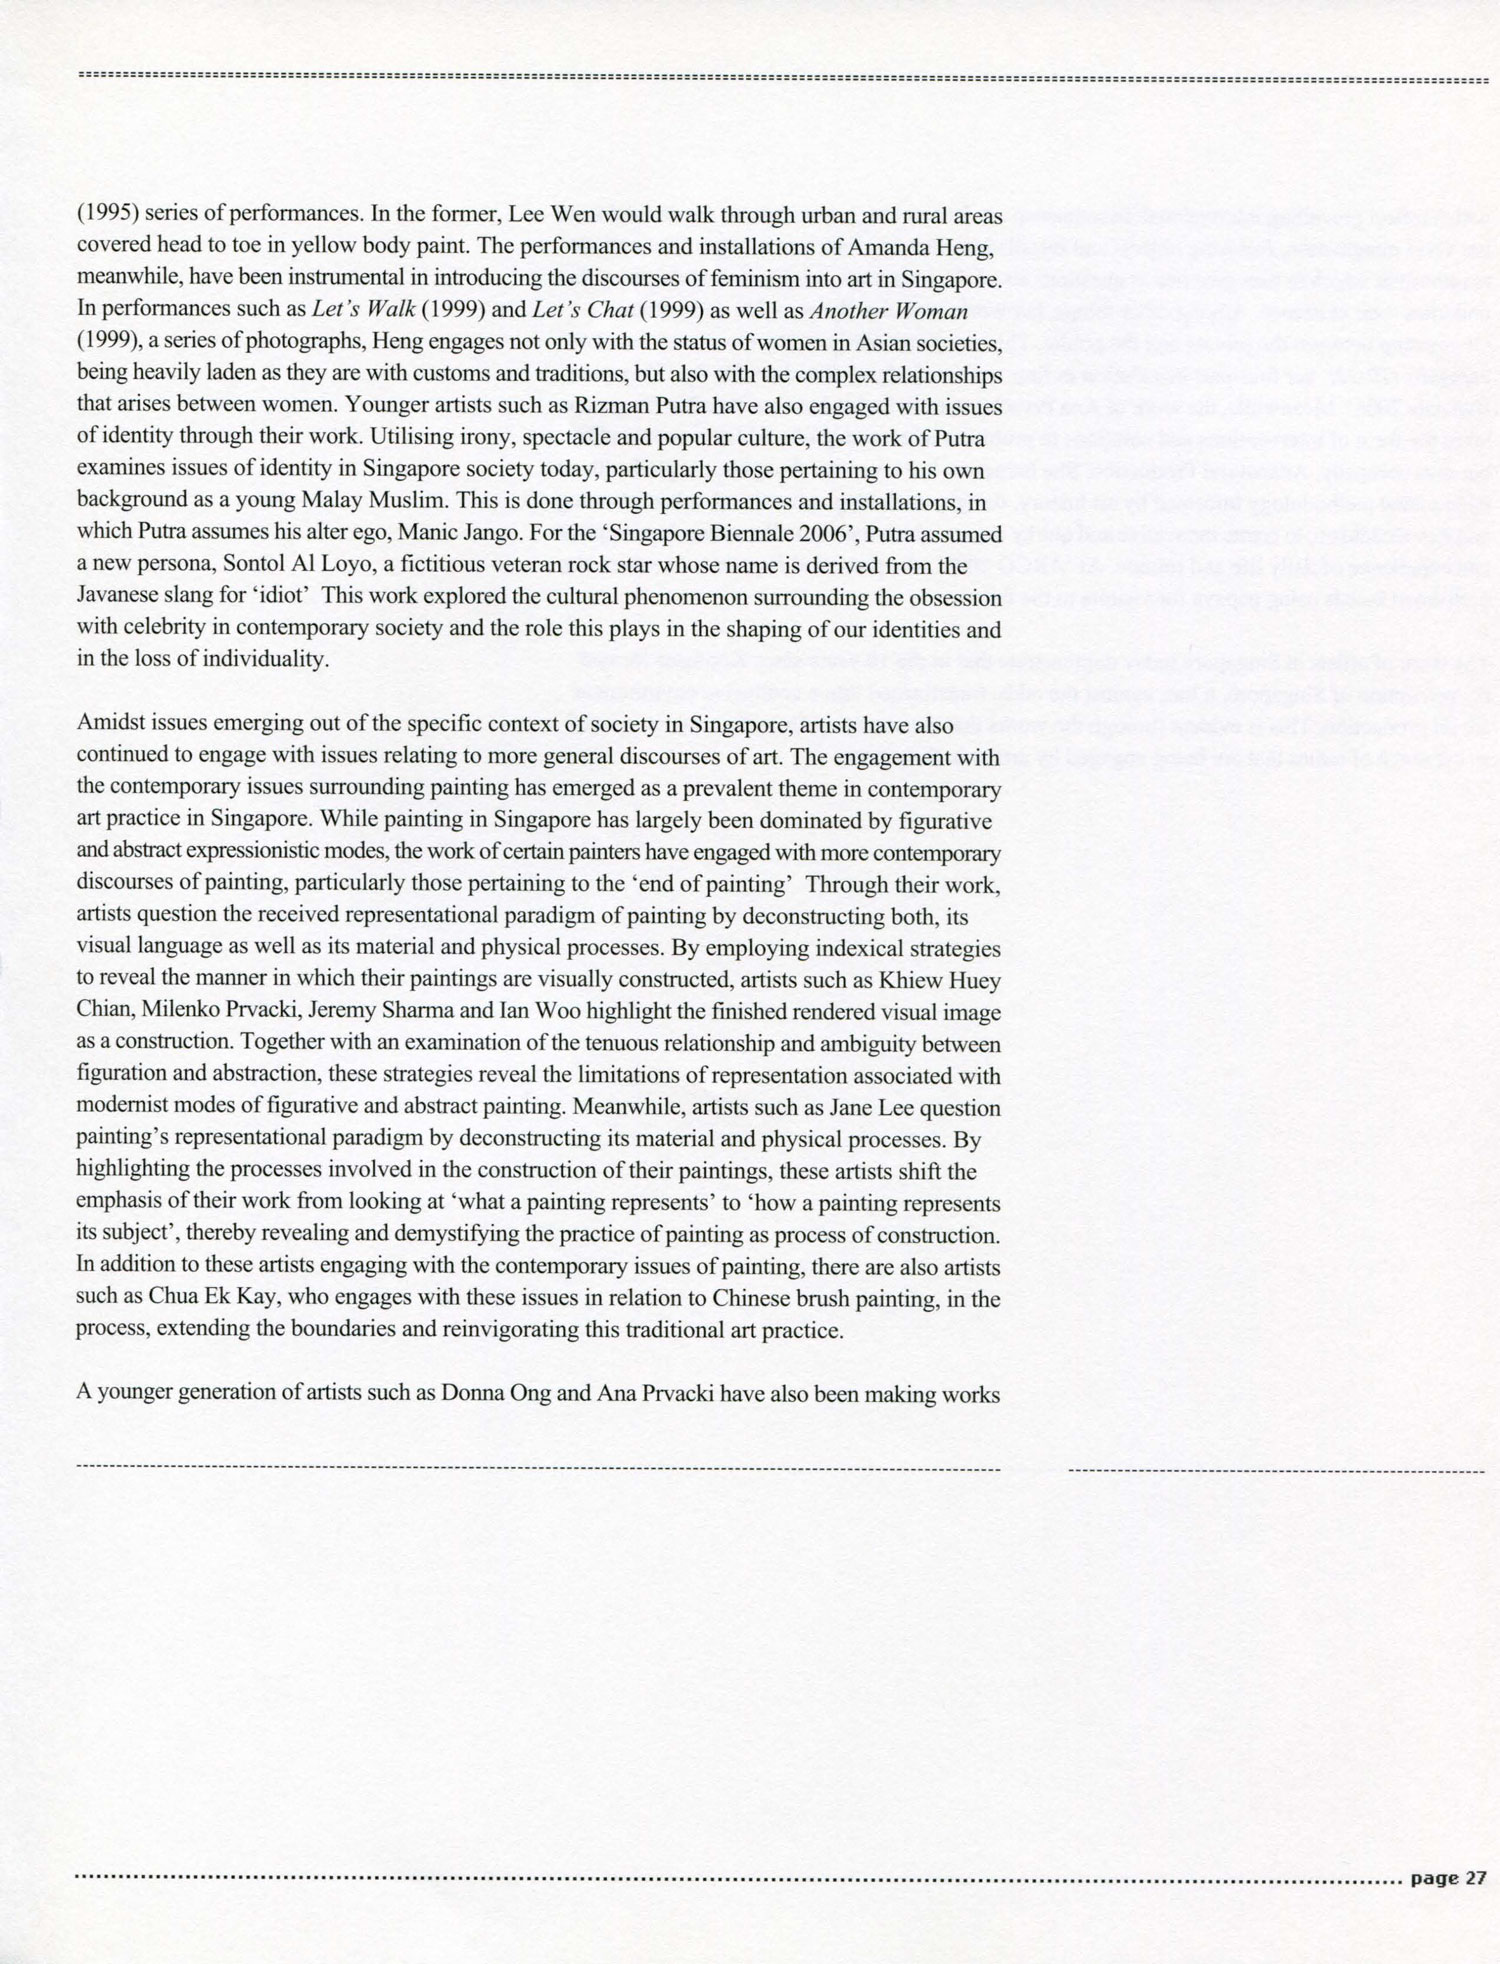 (1995) series of performances. In the former, Lee Wen would walk through urban and rural areas
covered head to toe in yellow body paint. The performances and installations of Amanda Heng,
meanwhile, have been instrumental in introducing the discourses of feminism into art in Singapore.
In performances such as Let's Walk (1999) and Let's Chat (1999) as well as Another Woman
(1999), a series of photographs, Heng engages not only with the status of women in Asian societies,
being heavily laden as they are with customs and traditions, but also with the complex relationships
that arises between women. Younger artists such as Rizman Putra have also engaged with issues
of identity through their work. Utilising irony, spectacle and popular culture, the work of Putra
examines issues of identity in Singapore society today, particularly those pertaining to his own
background as a young Malay Muslim. This is done through performances and installations, in
which Putra assumes his alter ego, Manic Jango. For the ‘Singapore Biennale 2006’, Putra assumed
a new persona, Sontol Al Loyo, a fictitious veteran rock star whose name is derived from the
Javanese slang for ‘idiot’ This work explored the cultural phenomenon surrounding the obsession
with celebrity in contemporary society and the role this plays in the shaping of our identities and
in the loss of individuality.
Amidst issues emerging out of the specific context of society in Singapore, artists have also
continued to engage with issues relating to more general discourses of art. The engagement with
the contemporary issues surrounding painting has emerged as a prevalent theme in contemporary
art practice in Singapore. While painting in Singapore has largely been dominated by figurative
and abstract expressionistic modes, the work of certain painters have engaged with more contemporary
discourses of painting, particularly those pertaining to the ‘end of painting’ Through their work,
artists question the received representational paradigm of painting by deconstructing both, its
visual language as well as its material and physical processes. By employing indexical strategies
to reveal the manner in which their paintings are visually constructed, artists such as Khiew Huey
Chian, Milenko Prvacki, Jeremy Sharma and Ian Woo highlight the finished rendered visual image
as a construction. Together with an examination of the tenuous relationship and ambiguity between
figuration and abstraction, these strategies reveal the limitations of representation associated with
modernist modes of figurative and abstract painting. Meanwhile, artists such as Jane Lee question
painting’s representational paradigm by deconstructing its material and physical processes. By
highlighting the processes involved in the construction of their paintings, these artists shift the
emphasis of their work from looking at ‘what a painting represents’ to ‘how a painting represents
its subject’, thereby revealing and demystifying the practice of painting as process of construction.
In addition to these artists engaging with the contemporary issues of painting, there are also artists
such as Chua Ek Kay, who engages with these issues in relation to Chinese brush painting, in the
process, extending the boundaries and reinvigorating this traditional art practice.
A younger generation of artists such as Donna Ong and Ana Prvacki have also been making works
page 27